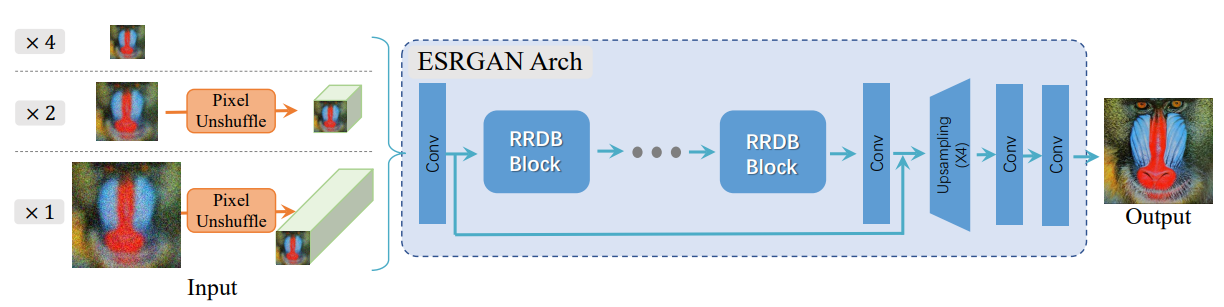 × 4
ESRGAN Arch
× 2
Pixel
Unshuffle
× 1
Pixel
Unshuffle
Input
Conv
RRDB
Block
RRDB
Block
Conv
Upsampling
(X4)
Conv
Conv
Output